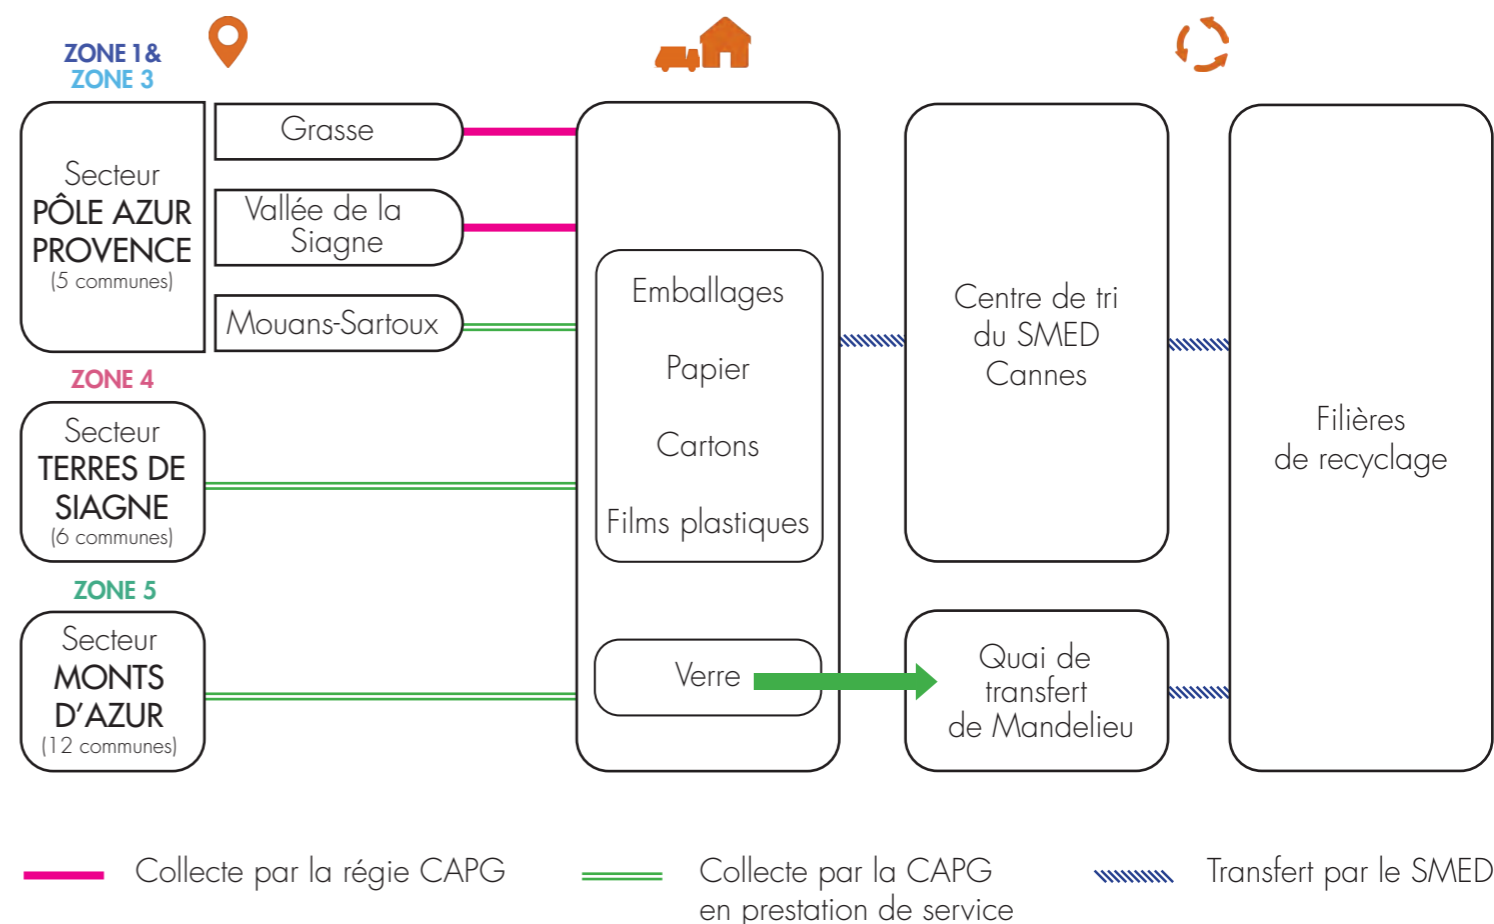 ZONE 1&
ZONE 3
Secteur
PÔLE AZUR
PROVENCE
(5 communes)
Grasse
Vallée de la
Siagne
Mouans-Sartoux
ZONE 4
Secteur
TERRES DE
SIAGNE
(6 communes)
ZONE 5
Secteur
MONTS
D’AZUR
(12 communes)
Emballages
Papier
Cartons
Films plastiques
Verre
Centre de tri
du SMED
Cannes
Quai de
transfert
de Mandelieu
Filières
de recyclage
Collecte par la régie CAPG
Collecte par la CAPG
en prestation de service
Transfert par le SMED